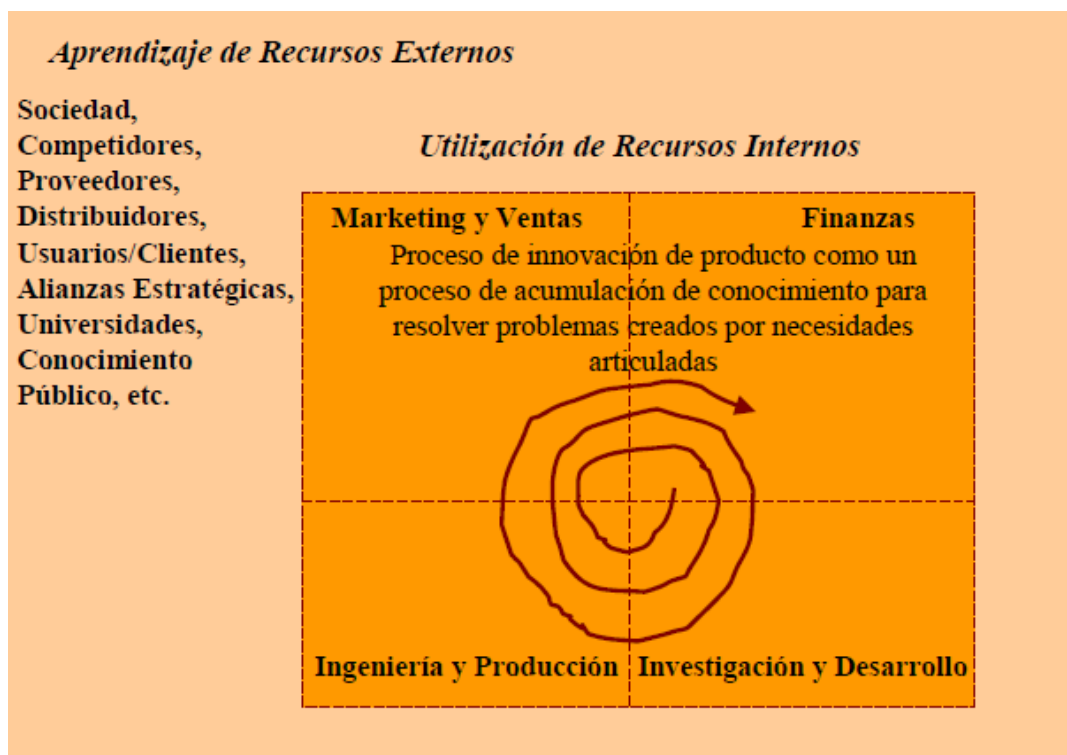 Aprendizaje de Recursos Externos
Sociedad,
Competidores,
Proveedores,
Distribuidores,
Usuarios/Clientes,
Alianzas Estratégicas,
Universidades,
Conocimiento
Público, etc.
Utilización de Recursos Internos
Marketing y Ventas
Finanzas
Proceso de innovación de producto como un
proceso de acumulación de conocimiento para
resolver problemas creados por necesidades
articuladas
Ingeniería y Producción
Investigación y Desarrollo